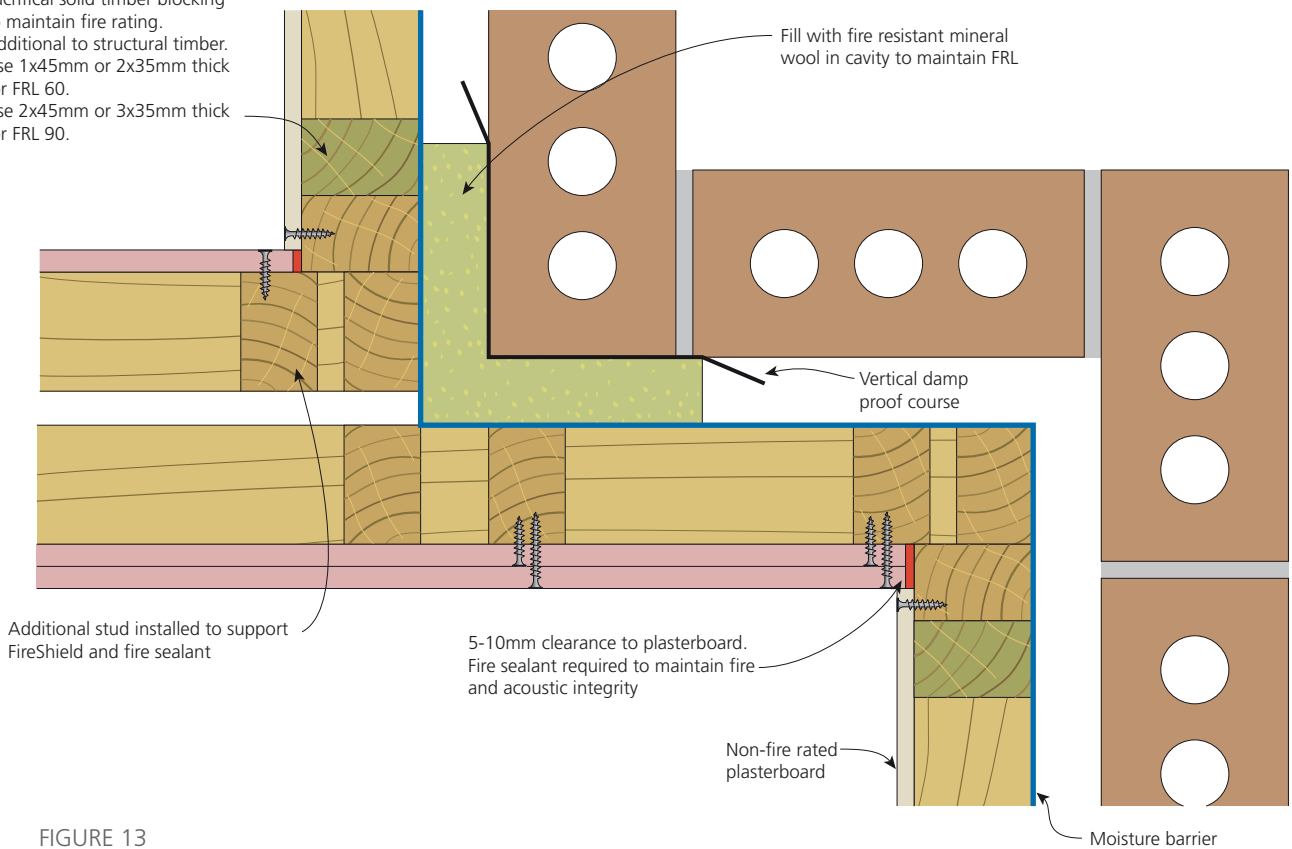 solid timber blocking
maintain fire rating.
to structural timber.
1x45mm or 2x35mm thick
FRL 60.
2x45mm or 3x35mm thick
FRL 90.
Fill with fire resistant mineral
wool in cavity to maintain FRL
Vertical damp
proof course
Additional stud installed to support
FireShield and fire sealant
5-10mm clearance to plasterboard.
Fire sealant required to maintain fire
and acoustic integrity
Non-fire rated
plasterboard
Moisture barrier
FIGURE 13